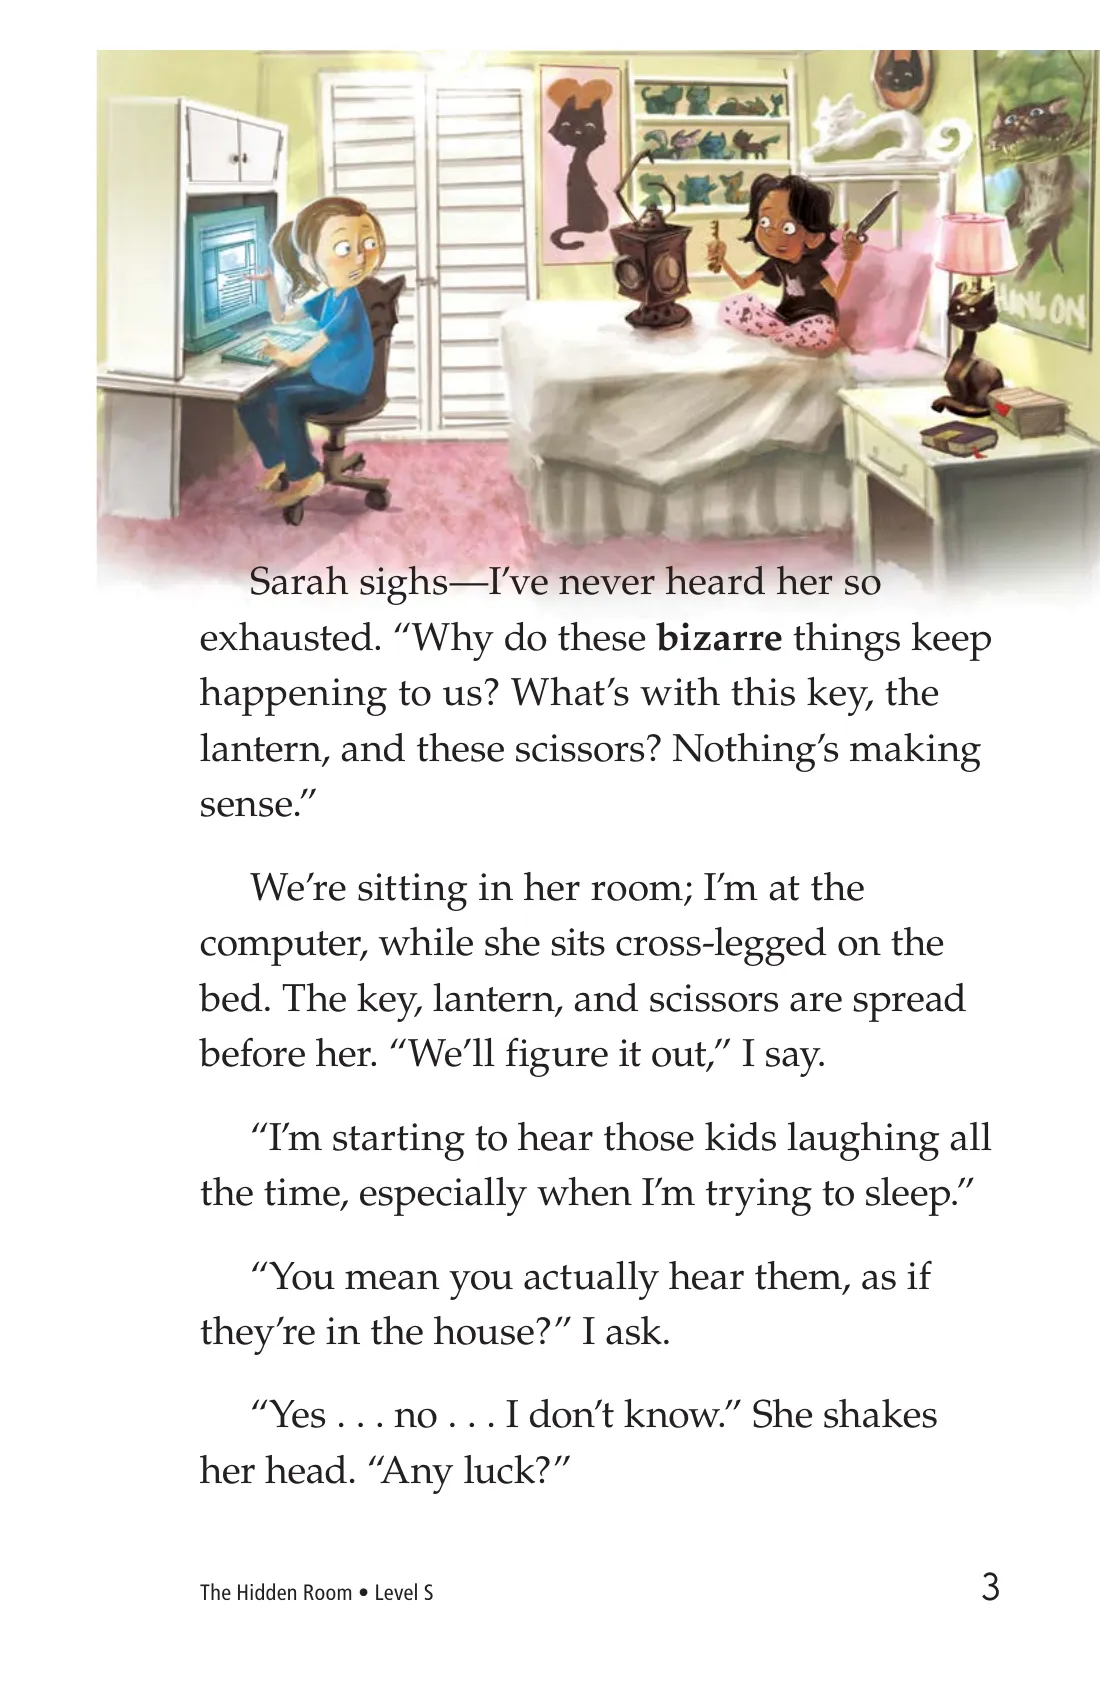 HANLON
Sarah sighs—I’ve never heard her so
exhausted. “Why do these bizarre things keep
happening to us? What’s with this key, the
lantern, and these scissors? Nothing’s making
sense.”
We’re sitting in her room; I’m at the
computer, while she sits cross-legged on the
bed. The key, lantern, and scissors are spread
before her. “We’ll figure it out,” I say.
“I’m starting to hear those kids laughing all
the time, especially when I’m trying to sleep.”
“You mean you actually hear them, as if
they’re in the house?” I ask.
“Yes . . . no . . . I don’t know.” She shakes
her head. “Any luck?”
The Hidden Room • Level S
3